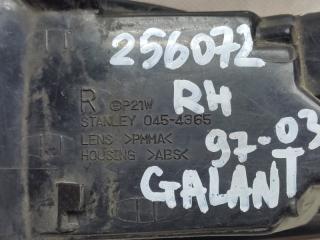 256072
R P21W RH
STANLEY 045-4365
LENS >PMMA< 97-03
HOUSING >ABS<
GALANT